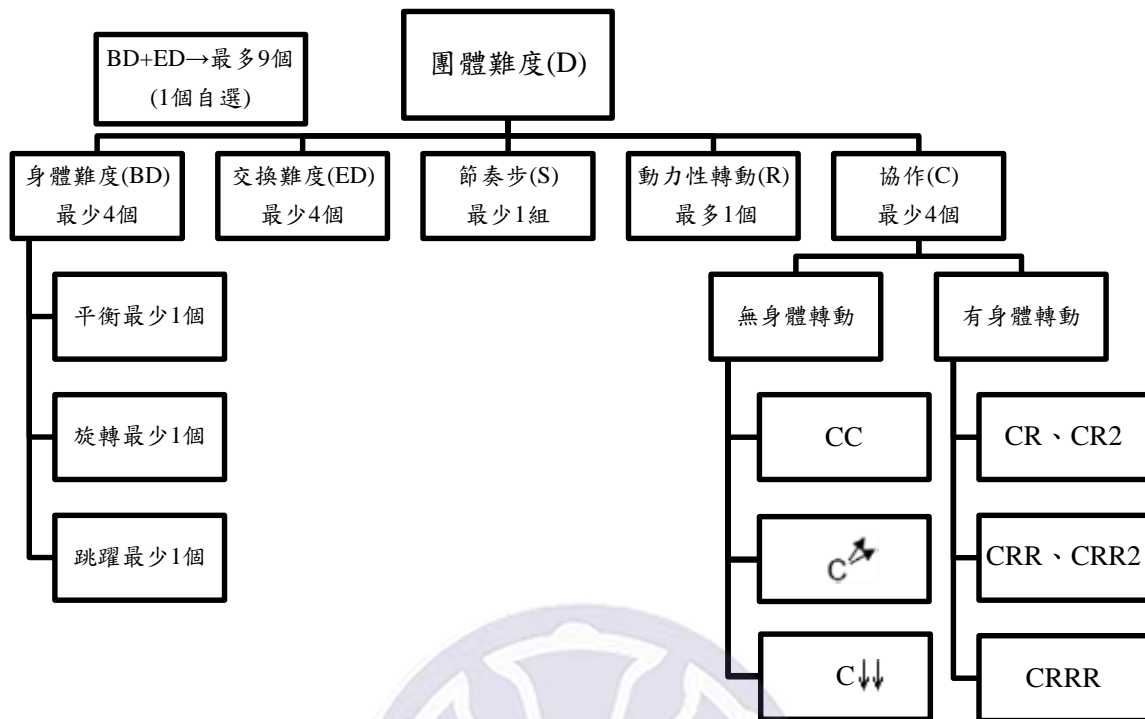 BD+ED→最多9個
(1個自選)
團體難度(D)
身體難度(BD)
最少4個
交換難度(ED)
最少4個
節奏步(S)
最少1組
動力性轉動(R)
最多1個
協作(C)
最少4個
平衡最少1個
旋轉最少1個
跳躍最少1個
無身體轉動
有身體轉動
CC
CR、CR2
C
CRR、CRR2
C↓↓
CRRR